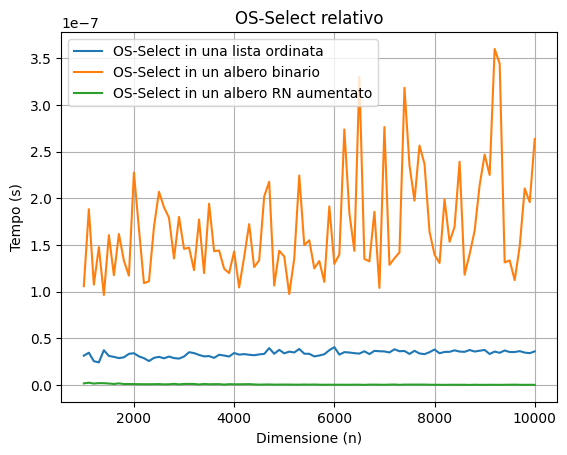 OS-Select relativo
1e−7
OS-Select in una lista ordinata
OS-Select in un albero binario
OS-Select in un albero RN aumentato
3.5
3.0
2.5
2.0
1.5
1.0
0.5
0.0
Tempo (s)
2000 4000 6000 8000 10000
Dimensione (n)